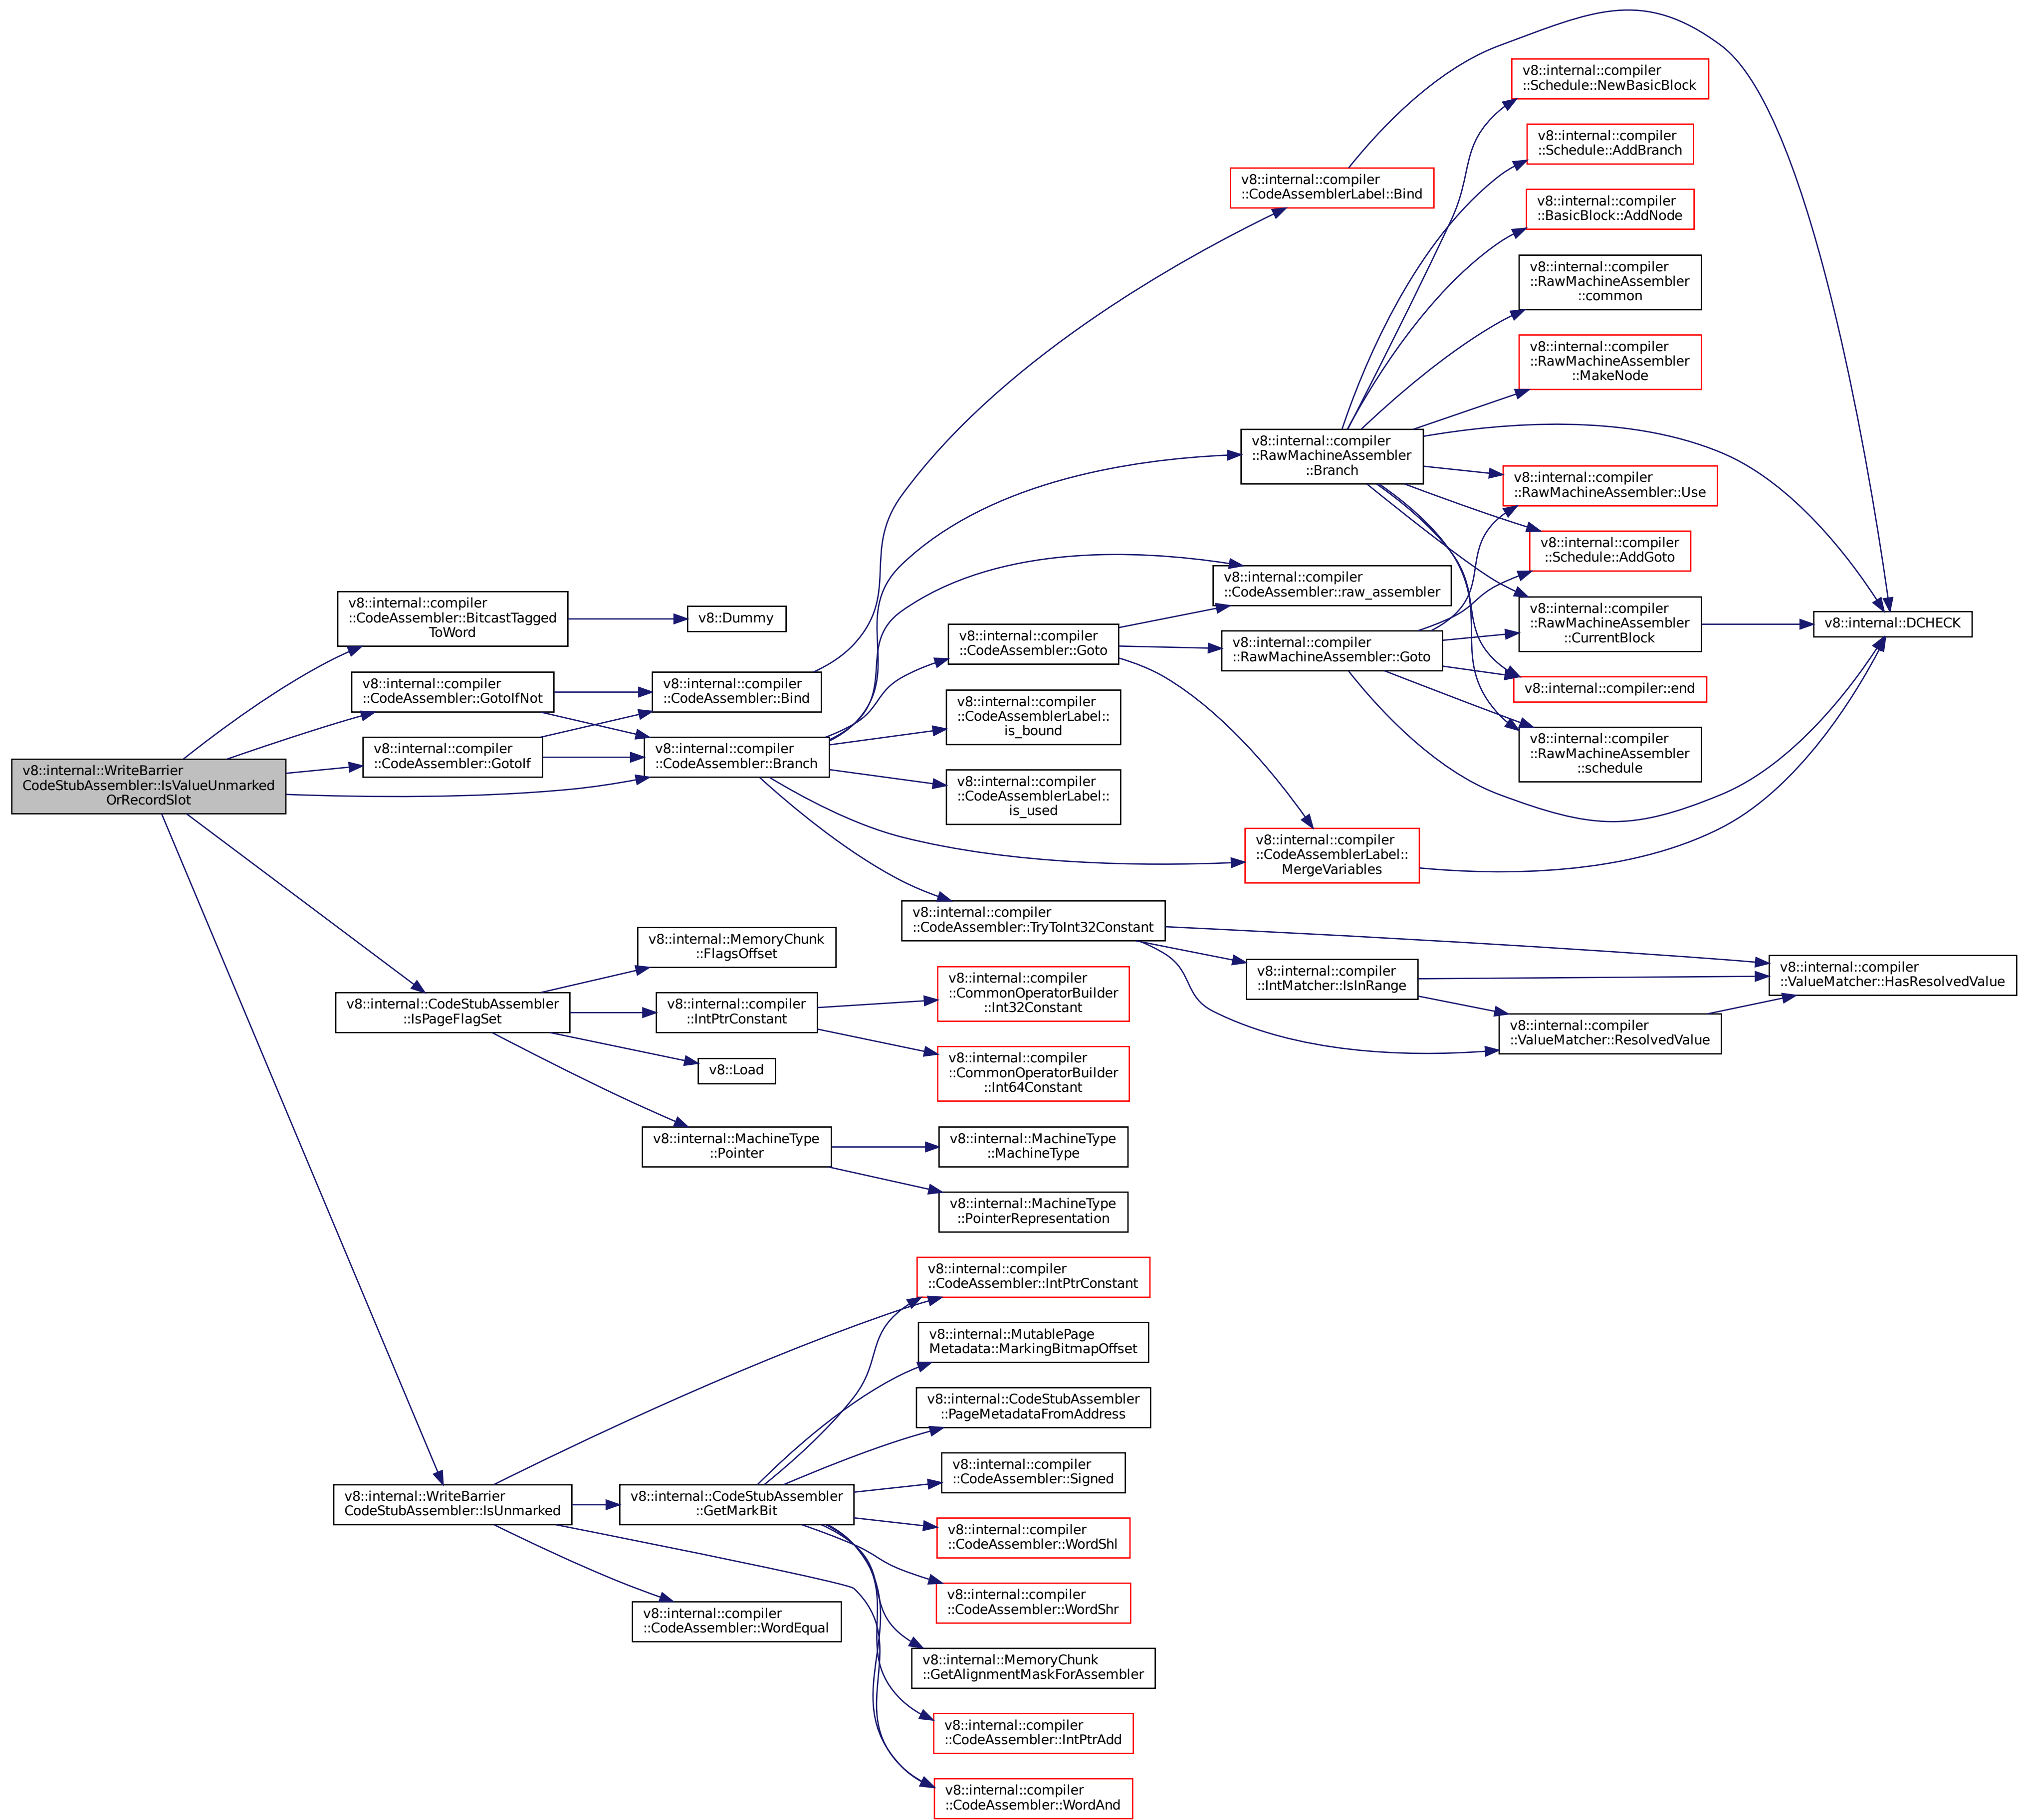 v8::internal::WriteBarrier
CodeStubAssembler::IsValueUnmarked
OrRecordSlot
v8::internal::compiler
::CodeAssembler::BitcastTagged
ToWord
v8::Dummy
v8::internal::compiler
::CodeAssembler::GotoIfNot
v8::internal::compiler
::CodeAssembler::GotoIf
v8::internal::compiler
::CodeAssembler::Bind
v8::internal::compiler
::CodeAssembler::Branch
v8::internal::compiler
::CodeAssemblerLabel::Bind
v8::internal::compiler
::Schedule::NewBasicBlock
v8::internal::compiler
::Schedule::AddBranch
v8::internal::compiler
::BasicBlock::AddNode
v8::internal::compiler
::RawMachineAssembler
::common
v8::internal::compiler
::RawMachineAssembler
::MakeNode
v8::internal::compiler
::RawMachineAssembler
::Branch
v8::internal::compiler
::RawMachineAssembler::Use
v8::internal::compiler
::Schedule::AddGoto
v8::internal::compiler
::CodeAssembler::raw_assembler
v8::internal::compiler
::RawMachineAssembler
::CurrentBlock
v8::internal::DCHECK
v8::internal::compiler
::CodeAssembler::Goto
v8::internal::compiler
::RawMachineAssembler::Goto
v8::internal::compiler::end
v8::internal::compiler
::CodeAssemblerLabel::
is_bound
v8::internal::compiler
::RawMachineAssembler
::schedule
v8::internal::compiler
::CodeAssemblerLabel::
is_used
v8::internal::compiler
::CodeAssemblerLabel::
MergeVariables
v8::internal::compiler
::CodeAssembler::TryToInt32Constant
v8::internal::compiler
::IntMatcher::IsInRange
v8::internal::compiler
::ValueMatcher::HasResolvedValue
v8::internal::compiler
::ValueMatcher::ResolvedValue
v8::internal::CodeStubAssembler
::IsPageFlagSet
v8::internal::MemoryChunk
::FlagsOffset
v8::internal::compiler
::IntPtrConstant
v8::internal::compiler
::CommonOperatorBuilder
::Int32Constant
v8::internal::compiler
::CommonOperatorBuilder
::Int64Constant
v8::Load
v8::internal::MachineType
::Pointer
v8::internal::MachineType
::MachineType
v8::internal::MachineType
::PointerRepresentation
v8::internal::WriteBarrier
CodeStubAssembler::IsUnmarked
v8::internal::CodeStubAssembler
::GetMarkBit
v8::internal::compiler
::CodeAssembler::WordEqual
v8::internal::compiler
::CodeAssembler::IntPtrConstant
v8::internal::MutablePage
Metadata::MarkingBitmapOffset
v8::internal::CodeStubAssembler
::PageMetadataFromAddress
v8::internal::compiler
::CodeAssembler::Signed
v8::internal::compiler
::CodeAssembler::WordShl
v8::internal::compiler
::CodeAssembler::WordShr
v8::internal::MemoryChunk
::GetAlignmentMaskForAssembler
v8::internal::compiler
::CodeAssembler::IntPtrAdd
v8::internal::compiler
::CodeAssembler::WordAnd